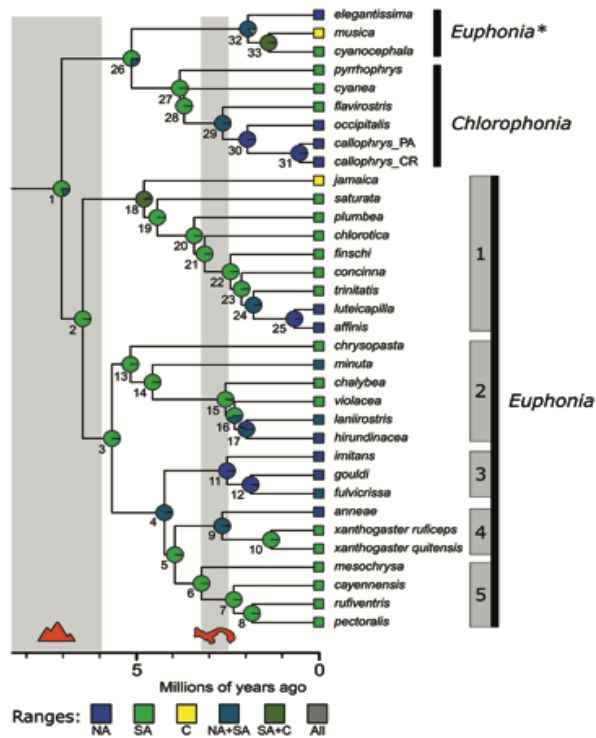 elegantissima
32
musica
33
cyanocephala
Euphonia*
26
pyrrhophrys
27
cyanea
28
flavirostris
29
occipitalis
30
callophrys_PA
31
callophrys_CR
Chlorophonia
1
jamaica
18
saturata
19
plumbea
20
chlorotica
21
finschi
22
concinna
23
trinitatis
24
luteicapilla
25
affinis
1
2
chrysopasta
13
minuta
14
chalybea
15
violacea
16
laniirostris
17
hirundinacea
2
Euphonia
3
imitans
11
gouldi
12
fulvicrissa
3
4
anneae
9
xanthogaster ruficeps
10
xanthogaster quitensis
4
5
mesochrysa
6
cayennensis
7
rufiventris
8
pectoralis
5
5 0
Millions of years ago
Ranges: NA SA C NA+SA SA+C All